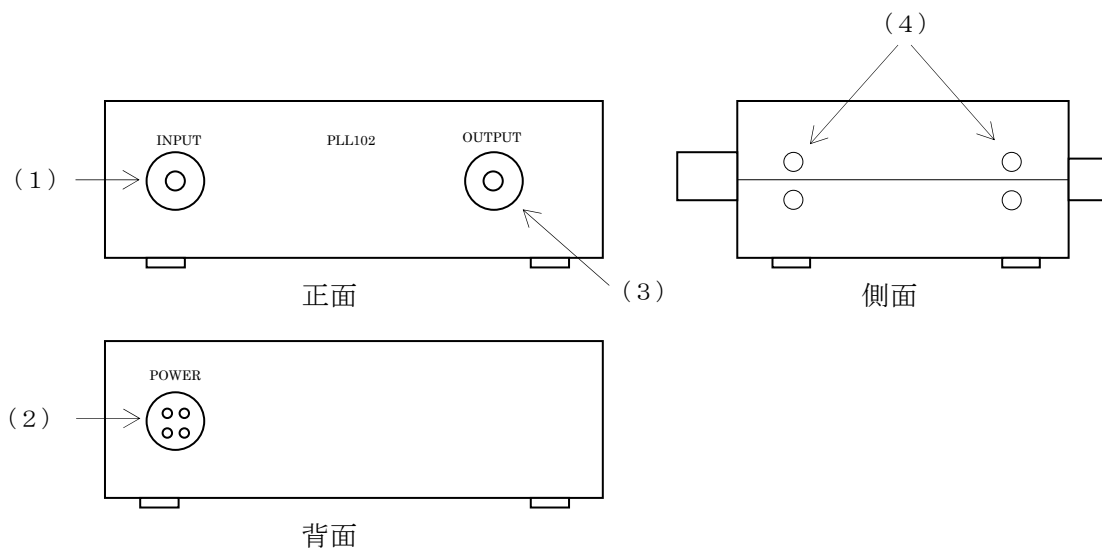 (4)
INPUT
PLL102
OUTPUT
(1)
(3)
正面
側面
POWER
(2)
背面